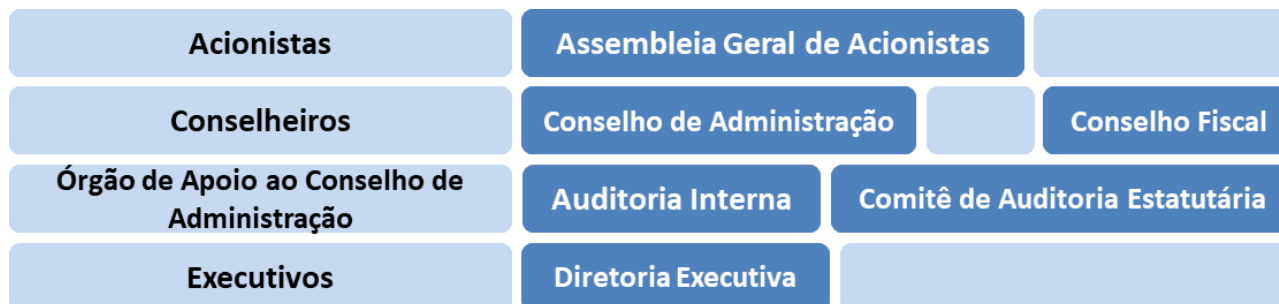 Acionistas
Assembleia Geral de Acionistas
Conselheiros
Conselho de Administração
Conselho Fiscal
Órgão de Apoio ao Conselho de
Administração
Auditoria Interna
Comitê de Auditoria Estatutária
Executivos
Diretoria Executiva